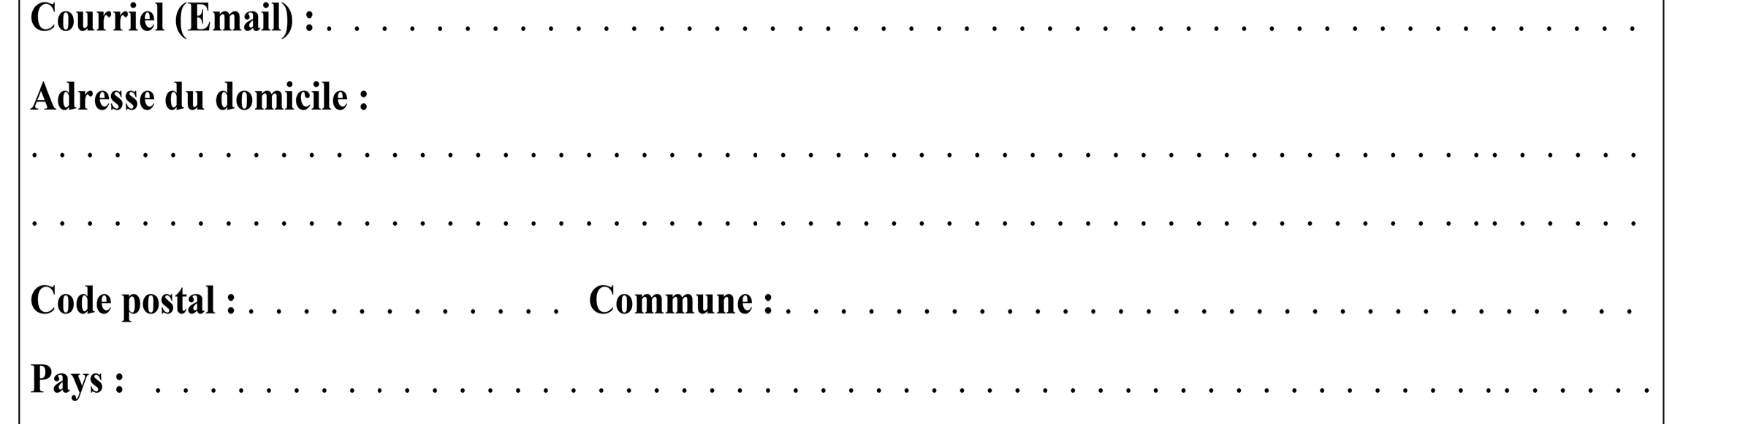 Courriel (Email) : . . . . . . . . . . . . . . . . . . . . . . . . . . . . . . . . . . . . . . . . . . . . . . . .
Adresse du domicile :
. . . . . . . . . . . . . . . . . . . . . . . . . . . . . . . . . . . . . . . . . . . . . . . . . . . . . . . . . . .
. . . . . . . . . . . . . . . . . . . . . . . . . . . . . . . . . . . . . . . . . . . . . . . . . . . . . . . . . . .
Code postal : . . . . . . . . . . . . Commune : . . . . . . . . . . . . . . . . . . . . . . . . . . . . . . .
Pays : . . . . . . . . . . . . . . . . . . . . . . . . . . . . . . . . . . . . . . . . . . . . . . . . . . . . . . .